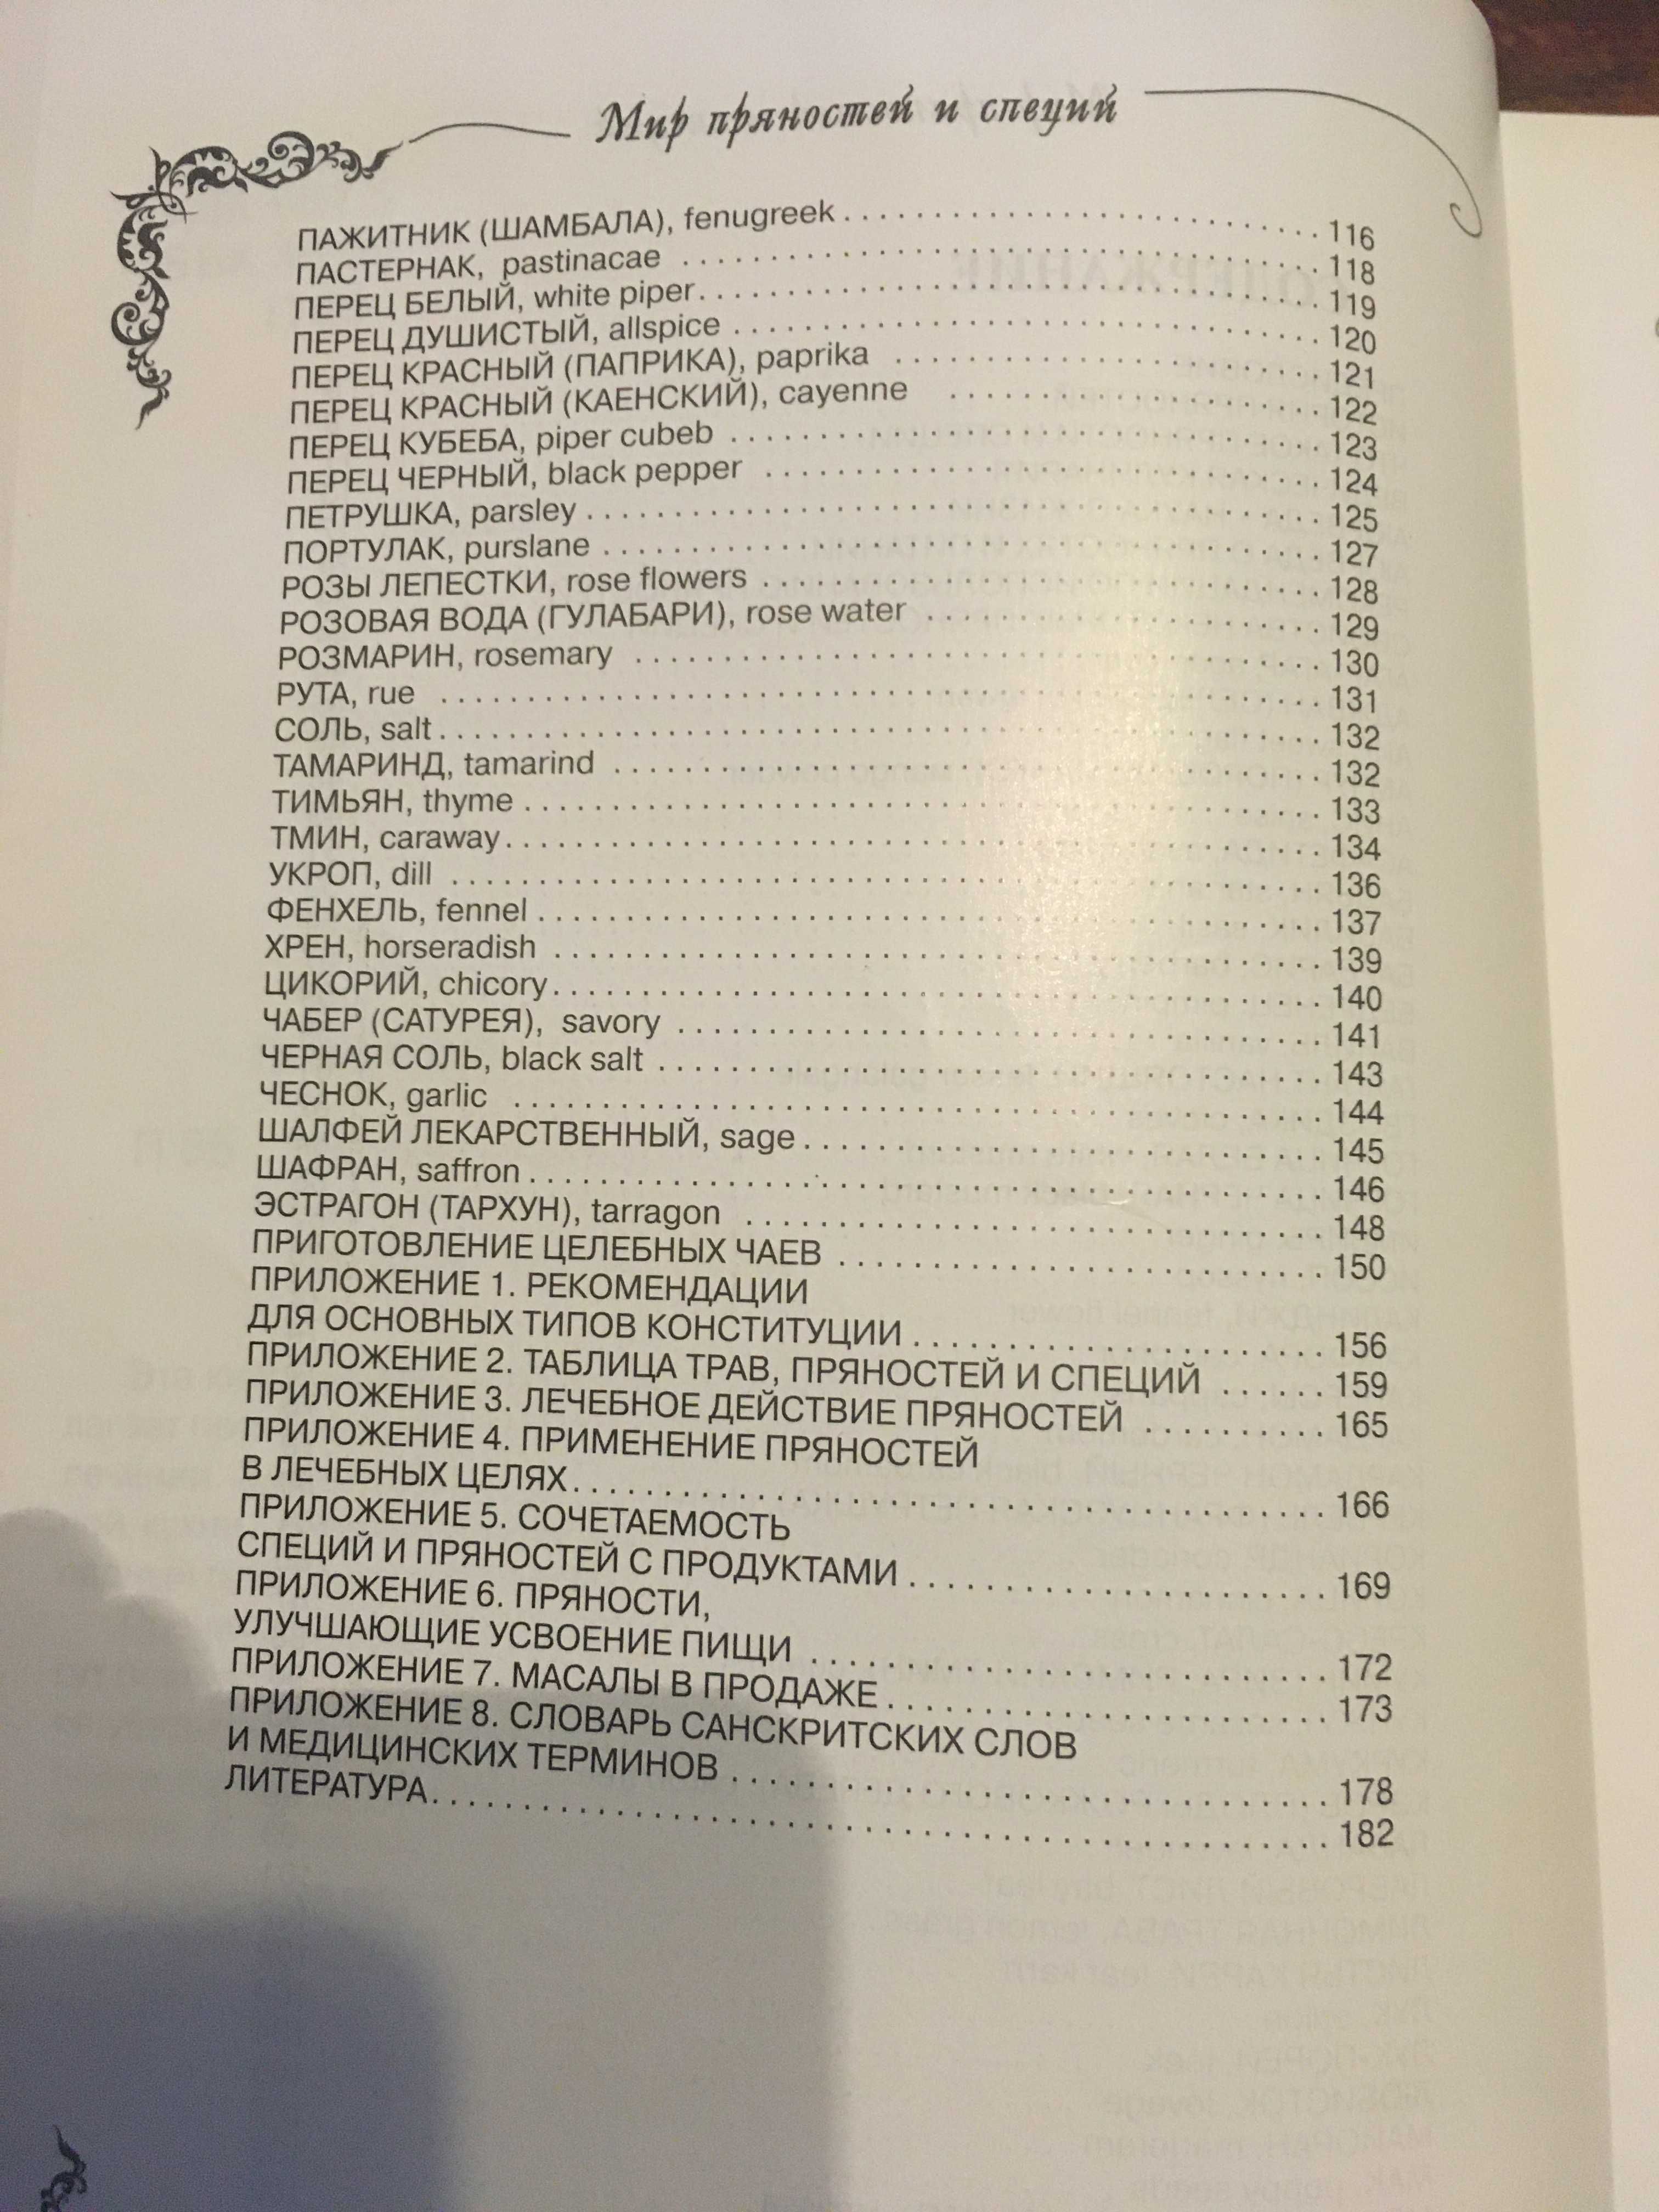 Мир пряностей и специй
ПАЖИТНИК (ШАМБАЛА), fenugreek . . . . . . . . . . . . . . . . . . . . . . . . . . . 116
ПАСТЕРНАК, pastinacae . . . . . . . . . . . . . . . . . . . . . . . . . . . 118
ПЕРЕЦ БЕЛЫЙ, white piper . . . . . . . . . . . . . . . . . . . . . . . . . . . 119
ПЕРЕЦ ДУШИСТЫЙ, allspice . . . . . . . . . . . . . . . . . . . . . . . . . . . 120
ПЕРЕЦ КРАСНЫЙ (ПАПРИКА), paprika . . . . . . . . . . . . . . . . . . . . . . . . 121
ПЕРЕЦ КРАСНЫЙ (КАЕНСКИЙ), cayenne . . . . . . . . . . . . . . . . . . . . . 122
ПЕРЕЦ КУБЕБА, piper cubeb . . . . . . . . . . . . . . . . . . . . . . . . . . . 123
ПЕРЕЦ ЧЕРНЫЙ, black pepper . . . . . . . . . . . . . . . . . . . . . . . . . . . 124
ПЕТРУШКА, parsley . . . . . . . . . . . . . . . . . . . . . . . . . . . 125
ПОРТУЛАК, purslane . . . . . . . . . . . . . . . . . . . . . . . . . . . 127
РОЗЫ ЛЕПЕСТКИ, rose flowers . . . . . . . . . . . . . . . . . . . . . . . . . . . 128
РОЗОВАЯ ВОДА (ГУЛАБАРИ), rose water . . . . . . . . . . . . . . . . . . . . . . 129
РОЗМАРИН, rosemary . . . . . . . . . . . . . . . . . . . . . . . . . . . 130
РУТА, rue . . . . . . . . . . . . . . . . . . . . . . . . . . . 131
СОЛЬ, salt . . . . . . . . . . . . . . . . . . . . . . . . . . . 132
ТАМАРИНД, tamarind . . . . . . . . . . . . . . . . . . . . . . . . . . . 132
ТИМЬЯН, thyme . . . . . . . . . . . . . . . . . . . . . . . . . . . 133
ТМИН, caraway . . . . . . . . . . . . . . . . . . . . . . . . . . . 134
УКРОП, dill . . . . . . . . . . . . . . . . . . . . . . . . . . . 136
ФЕНХЕЛЬ, fennel . . . . . . . . . . . . . . . . . . . . . . . . . . . 137
ХРЕН, horseradish . . . . . . . . . . . . . . . . . . . . . . . . . . . 139
ЦИКОРИЙ, chicory . . . . . . . . . . . . . . . . . . . . . . . . . . . 140
ЧАБЕР (САТУРЕЯ), savory . . . . . . . . . . . . . . . . . . . . . . . . . . . 141
ЧЕРНАЯ СОЛЬ, black salt . . . . . . . . . . . . . . . . . . . . . . . . . . . 143
ЧЕСНОК, garlic . . . . . . . . . . . . . . . . . . . . . . . . . . . 144
ШАЛФЕЙ ЛЕКАРСТВЕННЫЙ, sage . . . . . . . . . . . . . . . . . . . . . . . . . . . 145
ШАФРАН, saffron . . . . . . . . . . . . . . . . . . . . . . . . . . . 146
ЭСТРАГОН (ТАРХУН), tarragon . . . . . . . . . . . . . . . . . . . . . . . . . . . 148
ПРИГОТОВЛЕНИЕ ЦЕЛЕБНЫХ ЧАЕВ . . . . . . . . . . . . . . . . . . . . . . . . . . 150
ПРИЛОЖЕНИЕ 1. РЕКОМЕНДАЦИИ
ДЛЯ ОСНОВНЫХ ТИПОВ КОНСТИТУЦИИ . . . . . . . . . . . . . . . . . . . . . . 156
ПРИЛОЖЕНИЕ 2. ТАБЛИЦА ТРАВ, ПРЯНОСТЕЙ И СПЕЦИЙ . . . . . . 159
ПРИЛОЖЕНИЕ 3. ЛЕЧЕБНОЕ ДЕЙСТВИЕ ПРЯНОСТЕЙ . . . . . . . . . . 165
ПРИЛОЖЕНИЕ 4. ПРИМЕНЕНИЕ ПРЯНОСТЕЙ
В ЛЕЧЕБНЫХ ЦЕЛЯХ . . . . . . . . . . . . . . . . . . . . . . . . . . . 166
ПРИЛОЖЕНИЕ 5. СОЧЕТАЕМОСТЬ
СПЕЦИЙ И ПРЯНОСТЕЙ С ПРОДУКТАМИ . . . . . . . . . . . . . . . . . . . . . . 169
ПРИЛОЖЕНИЕ 6. ПРЯНОСТИ,
УЛУЧШАЮЩИЕ УСВОЕНИЕ ПИЩИ . . . . . . . . . . . . . . . . . . . . . . . . . . . 172
ПРИЛОЖЕНИЕ 7. МАСАЛЫ В ПРОДАЖЕ . . . . . . . . . . . . . . . . . . . . . . . 173
ПРИЛОЖЕНИЕ 8. СЛОВАРЬ САНСКРИТСКИХ СЛОВ
И МЕДИЦИНСКИХ ТЕРМИНОВ . . . . . . . . . . . . . . . . . . . . . . . . . . . 178
ЛИТЕРАТУРА . . . . . . . . . . . . . . . . . . . . . . . . . . . 182